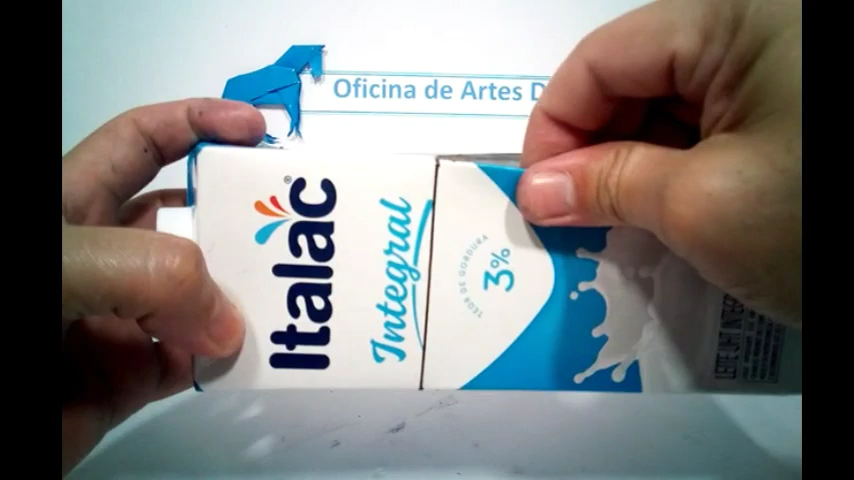 Oficina de Artes D
Italac®
Integral
TEOR DE GORDURA
3%
LEITE UHT INTEGRAL